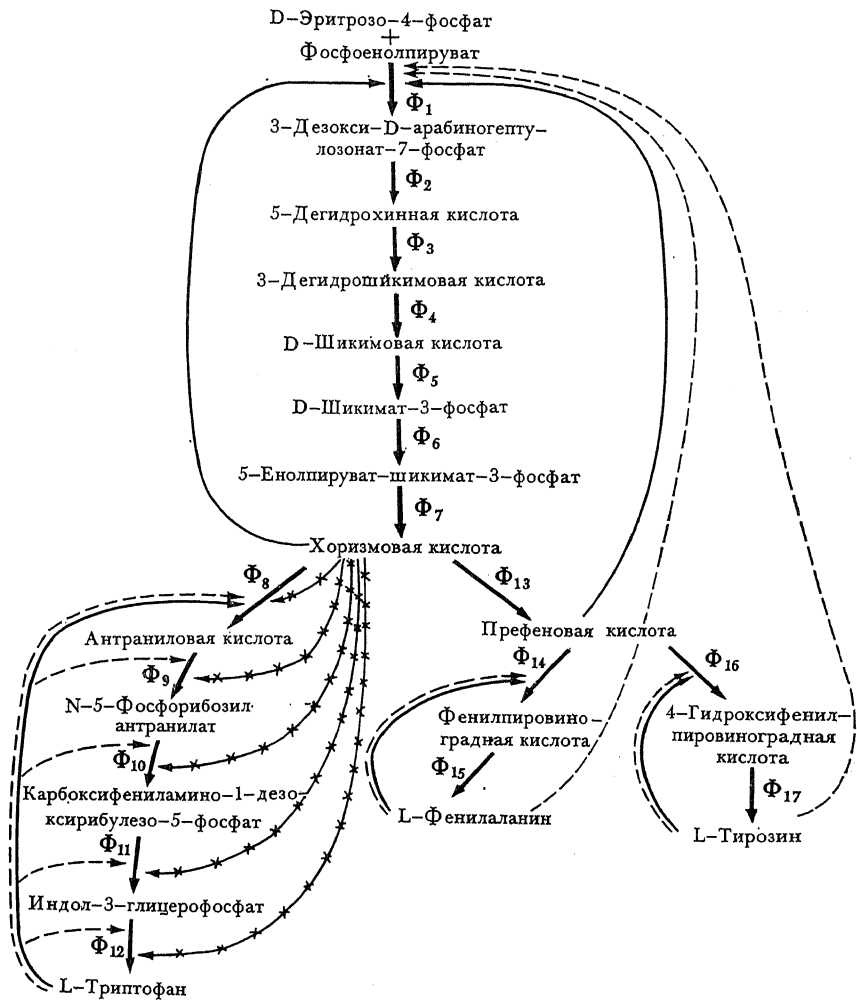 D-Эритрозо-4-фосфат
+
Фосфоенолпируват
Ф1
3-Дезокси-D-арабиногепту-
лозонат-7-фосфат
Ф2
5-Дегидрохинная кислота
Ф3
3-Дегидрошикимовая кислота
Ф4
D-Шикимовая кислота
Ф5
D-Шикимат-3-фосфат
Ф6
5-Енолпируват-шикимат-3-фосфат
Ф7
Хоризмовая кислота
Ф8
Ф13
Антраниловая кислота
Префеновая кислота
Ф9
Ф14
Ф16
N-5-Фосфорибозил-
антранилат
Фенилпировино-
градная кислота
4-Гидроксифенил-
пировиноградная
кислота
Ф10
Ф15
Ф17
Карбоксифениламино-1-дезо-
ксирибулезо-5-фосфат
L-Фенилаланин
L-Тирозин
Ф11
Индол-3-глицерофосфат
Ф12
L-Триптофан